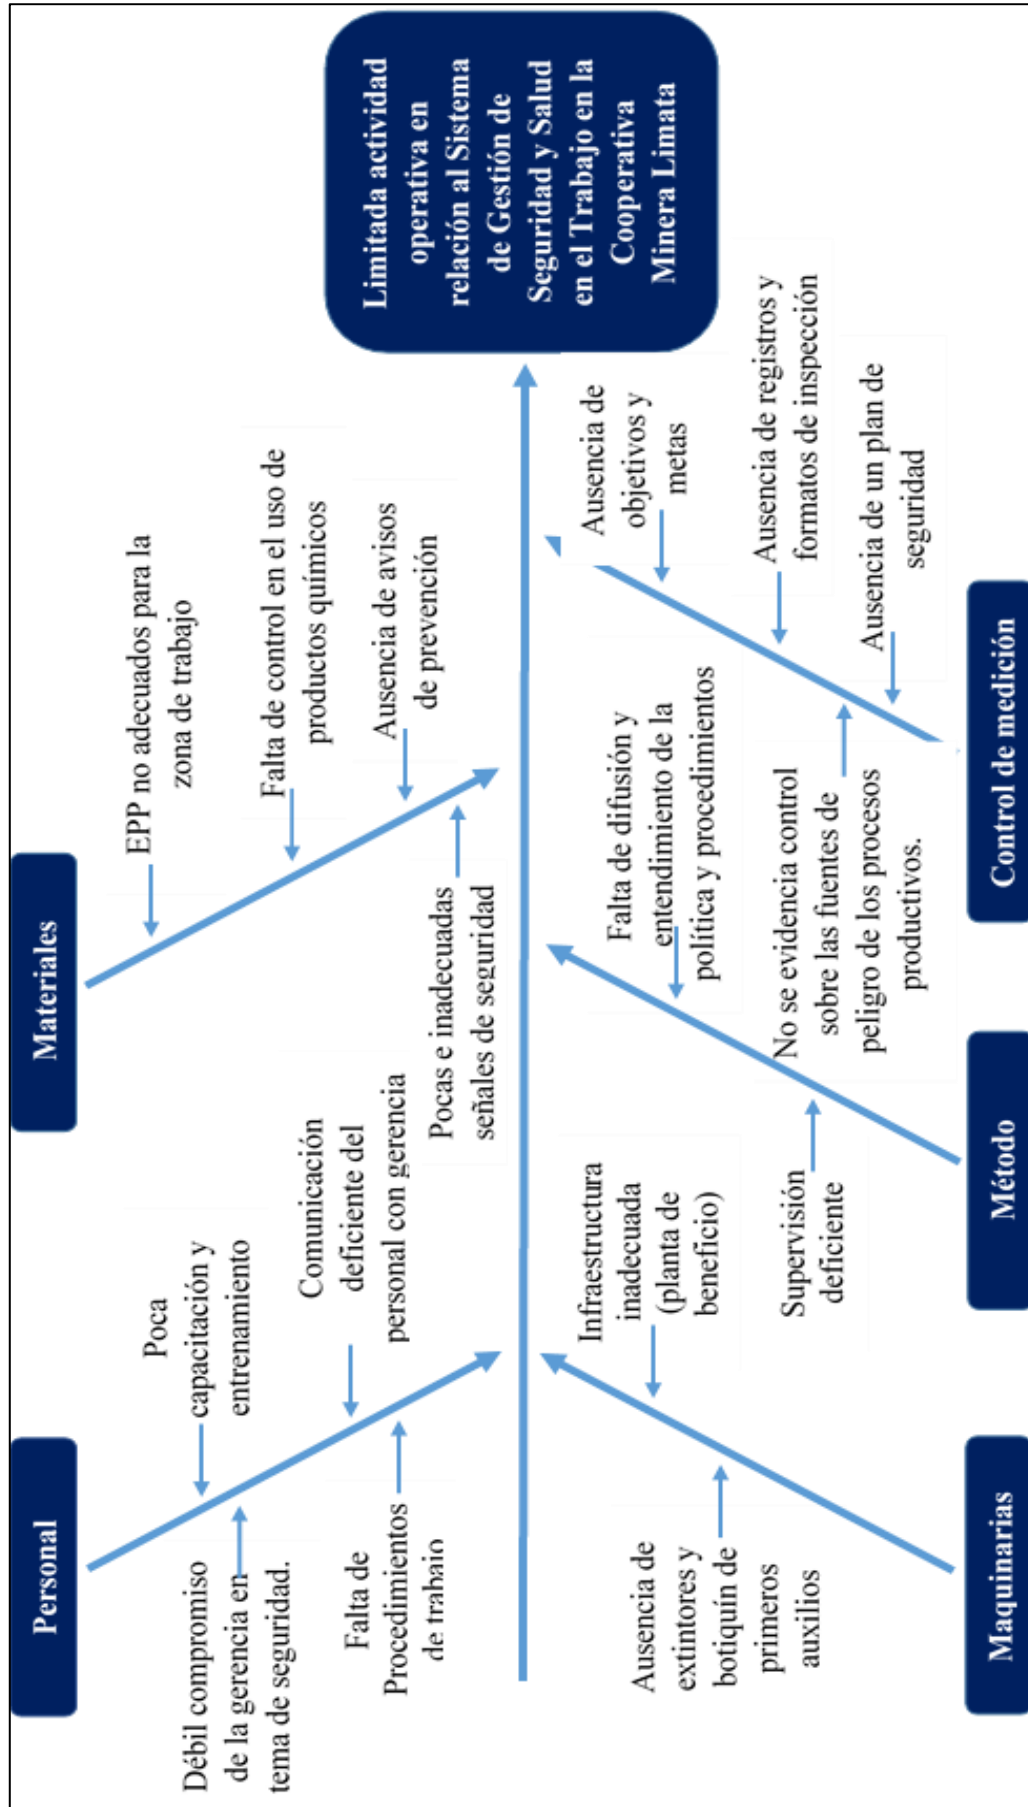 Personal
Materiales
Poca
capacitación y
entrenamiento
Débil compromiso
de la gerencia en
tema de seguridad.
Comunicación
deficiente del
personal con gerencia
Falta de
Procedimientos
de trabajo
EPP no adecuados para la
zona de trabajo
Falta de control en el uso de
productos químicos
Ausencia de avisos
de prevención
Pocas e inadecuadas
señales de seguridad
Limitada actividad
operativa en
relación al Sistema
de Gestión de
Seguridad y Salud
en el Trabajo en la
Cooperativa
Minera Limata
Infraestructura
inadecuada
(planta de
beneficio)
Ausencia de
extintores y
botiquín de
primeros
auxilios
Falta de difusión y
entendimiento de la
política y procedimientos
Supervisión
deficiente
Ausencia de
objetivos y
metas
Ausencia de registros y
formatos de inspección
No se evidencia control
sobre las fuentes de
peligro de los procesos
productivos.
Ausencia de un plan de
seguridad
Maquinarias
Método
Control de medición